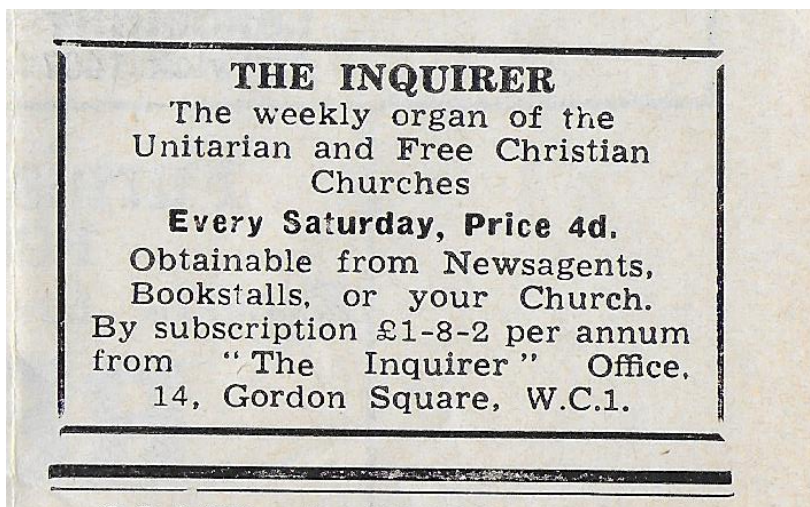 THE INQUIRER
The weekly organ of the
Unitarian and Free Christian
Churches
Every Saturday, Price 4d.
Obtainable from Newsagents,
Bookstalls, or your Church.
By subscription £1-8-2 per annum
from "The Inquirer" Office,
14, Gordon Square, W.C.1.